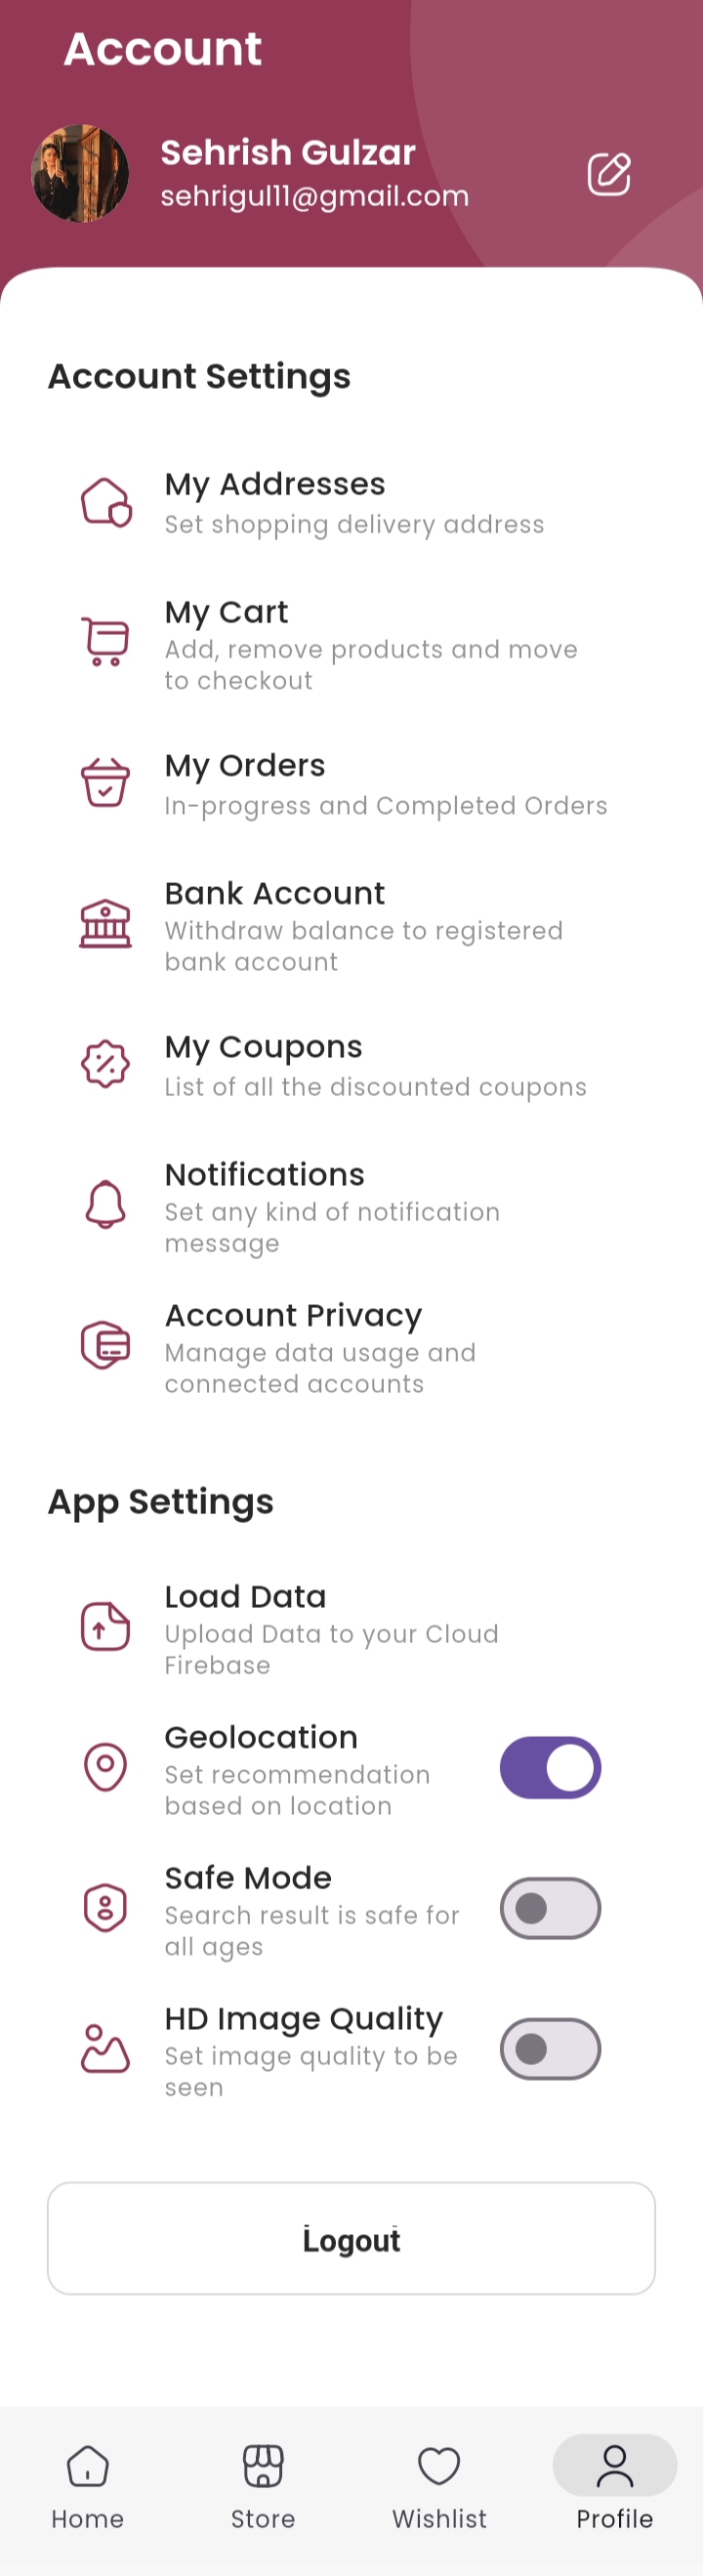 Account
Sehrish Gulzar
sehrigul11@gmail.com
Account Settings
My Addresses
Set shopping delivery address
My Cart
Add, remove products and move
to checkout
My Orders
In-progress and Completed Orders
Bank Account
Withdraw balance to registered
bank account
My Coupons
List of all the discounted coupons
Notifications
Set any kind of notification
message
Account Privacy
Manage data usage and
connected accounts
App Settings
Load Data
Upload Data to your Cloud
Firebase
Geolocation
Set recommendation
based on location
Safe Mode
Search result is safe for
all ages
HD Image Quality
Set image quality to be
seen
Logout
Home Store Wishlist Profile